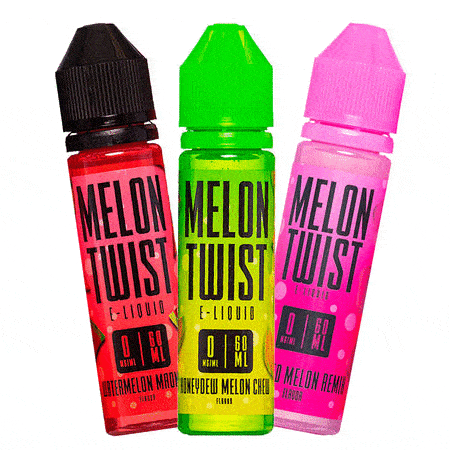 MELON
TWIST
E-LIQUID
0
MG/ML
60
ML
WATERMELON
FLAVOR
MELON
TWIST
E-LIQUID
0
MG/ML
60
ML
HONEYDEW MELON CHEW
FLAVOR
MELON
TWIST
E-LIQUID
0
MG/ML
60
ML
MELON REMIX
FLAVOR